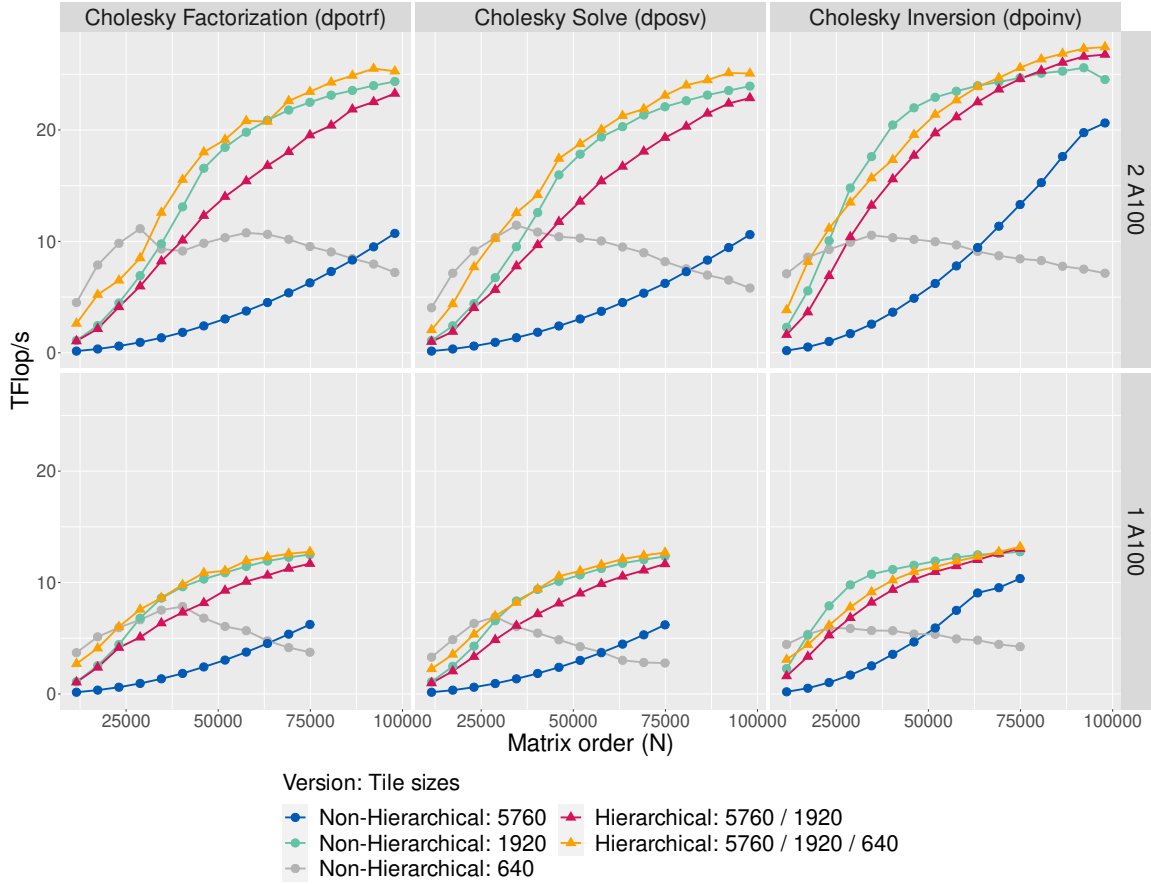 Cholesky Factorization (dpotrf) Cholesky Solve (dposv) Cholesky Inversion (dpoinv)
20
10
0
2 A100
TFlop/s
20
10
0
1 A100
25000 50000 75000 100000 25000 50000 75000 100000 25000 50000 75000 100000
Matrix order (N)
Version: Tile sizes
Non-Hierarchical: 5760 Hierarchical: 5760 / 1920
Non-Hierarchical: 1920 Hierarchical: 5760 / 1920 / 640
Non-Hierarchical: 640